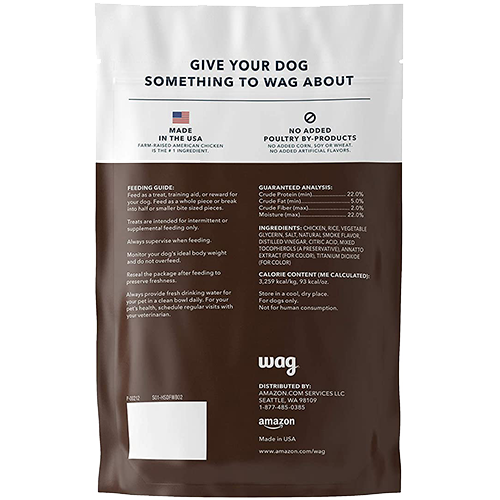 GIVE YOUR DOG
SOMETHING TO WAG ABOUT
MADE
IN THE USA
FARM-RAISED AMERICAN CHICKEN
IS THE #1 INGREDIENT.
NO ADDED
POULTRY BY-PRODUCTS
NO ADDED CORN, SOY OR WHEAT.
NO ADDED ARTIFICIAL FLAVORS.
FEEDING GUIDE:
Feed as a treat, training aid, or reward for
your dog. Feed as a whole piece or break
into half or smaller bite sized pieces.
Treats are intended for intermittent or
supplemental feeding only.
Always supervise when feeding.
Monitor your dog's ideal body weight
and do not overfeed.
Reseal the package after feeding to
preserve freshness.
Always provide fresh drinking water for
your pet in a clean bowl daily. For your
pet's health, schedule regular visits with
your veterinarian.
P-00212 S01-HSDFWB02
GUARANTEED ANALYSIS:
Crude Protein (min)............... 22.0%
Crude Fat (min)..................... 5.0%
Crude Fiber (max).................. 2.0%
Moisture (max)..................... 22.0%
INGREDIENTS: CHICKEN, RICE, VEGETABLE
GLYCERIN, SALT, NATURAL SMOKE FLAVOR,
DISTILLED VINEGAR, CITRIC ACID, MIXED
TOCOPHEROLS (A PRESERVATIVE), ANNATTO
EXTRACT (FOR COLOR), TITANIUM DIOXIDE
(FOR COLOR)
CALORIE CONTENT (ME CALCULATED):
3,259 kcal/kg, 93 kcal/oz.
Store in a cool, dry place.
For dogs only.
Not for human consumption.
wag
DISTRIBUTED BY:
AMAZON.COM SERVICES LLC
SEATTLE, WA 98109
1-877-485-0385
amazon
Made in USA
www.amazon.com/wag